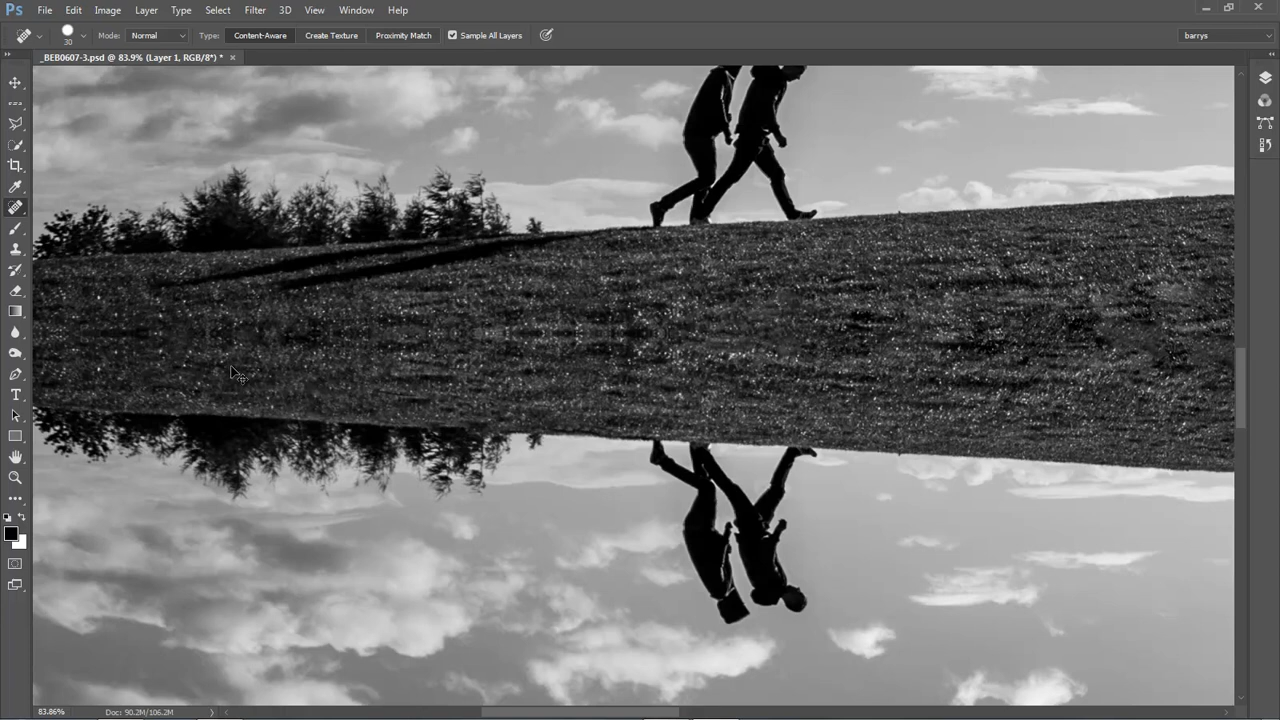 Ps File Edit Image Layer Type Select Filter 3D View Window Help
30 Mode: Normal Type: Content-Aware Create Texture Proximity Match Sample All Layers barrys
_BEB0607-3.psd @ 83.9% (Layer 1, RGB/8*) *
T
83.86% Doc: 90.2M/106.2M